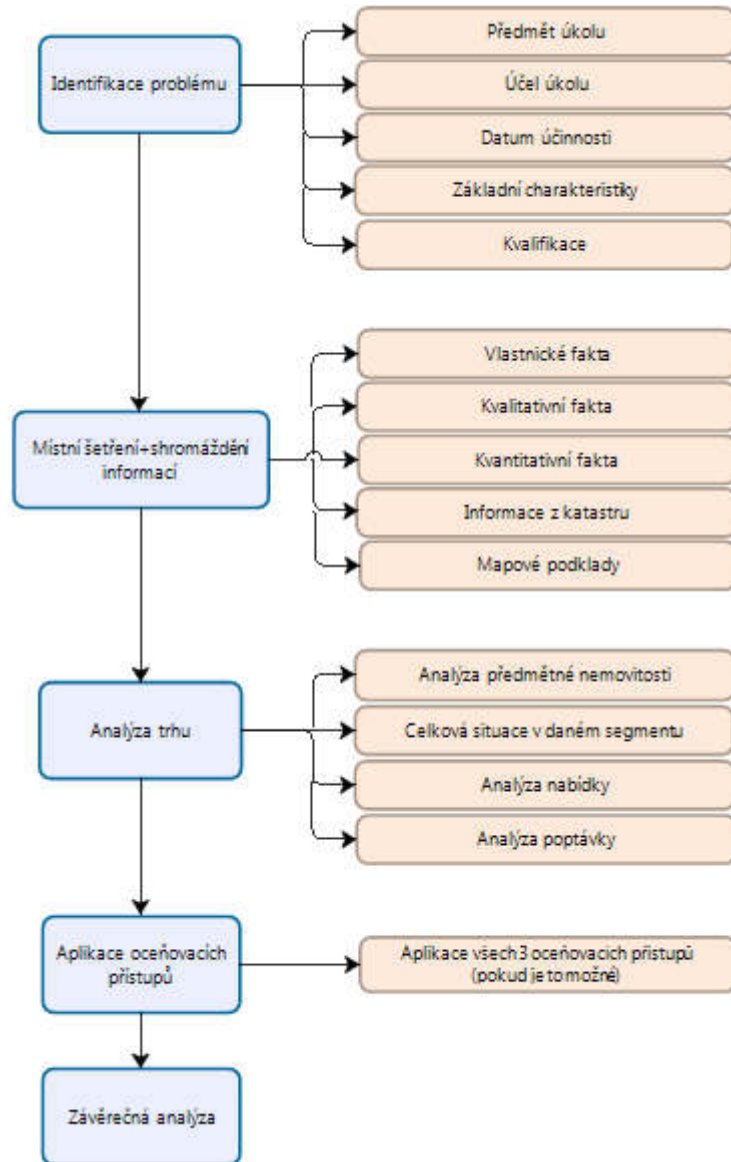 Identifikace problému
Předmět úkolu
Účel úkolu
Datum účinnosti
Základní charakteristiky
Kvalifikace
Místní šetření+shromáždění
informací
Vlastnické fakta
Kvalitativní fakta
Kvantitativní fakta
Informace z katastru
Mapové podklady
Analýza trhu
Analýza předmětné nemovitosti
Celková situace v daném segmentu
Analýza nabídky
Analýza poptávky
Aplikace oceňovacích
přístupů
Aplikace všech 3 oceňovacích přístupů
(pokud je to možné)
Závěrečná analýza